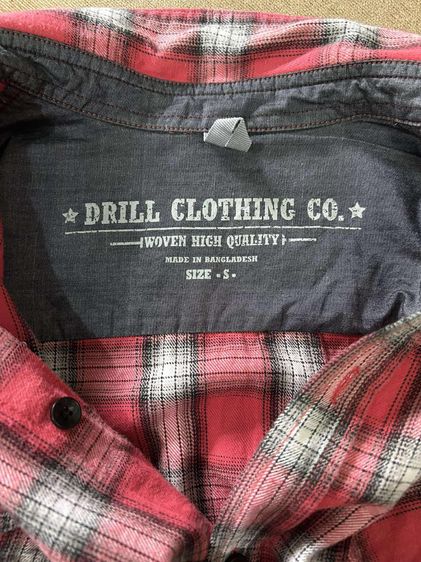 ★ DRILL CLOTHING CO. ★
WOVEN HIGH QUALITY
MADE IN BANGLADESH
SIZE • S •